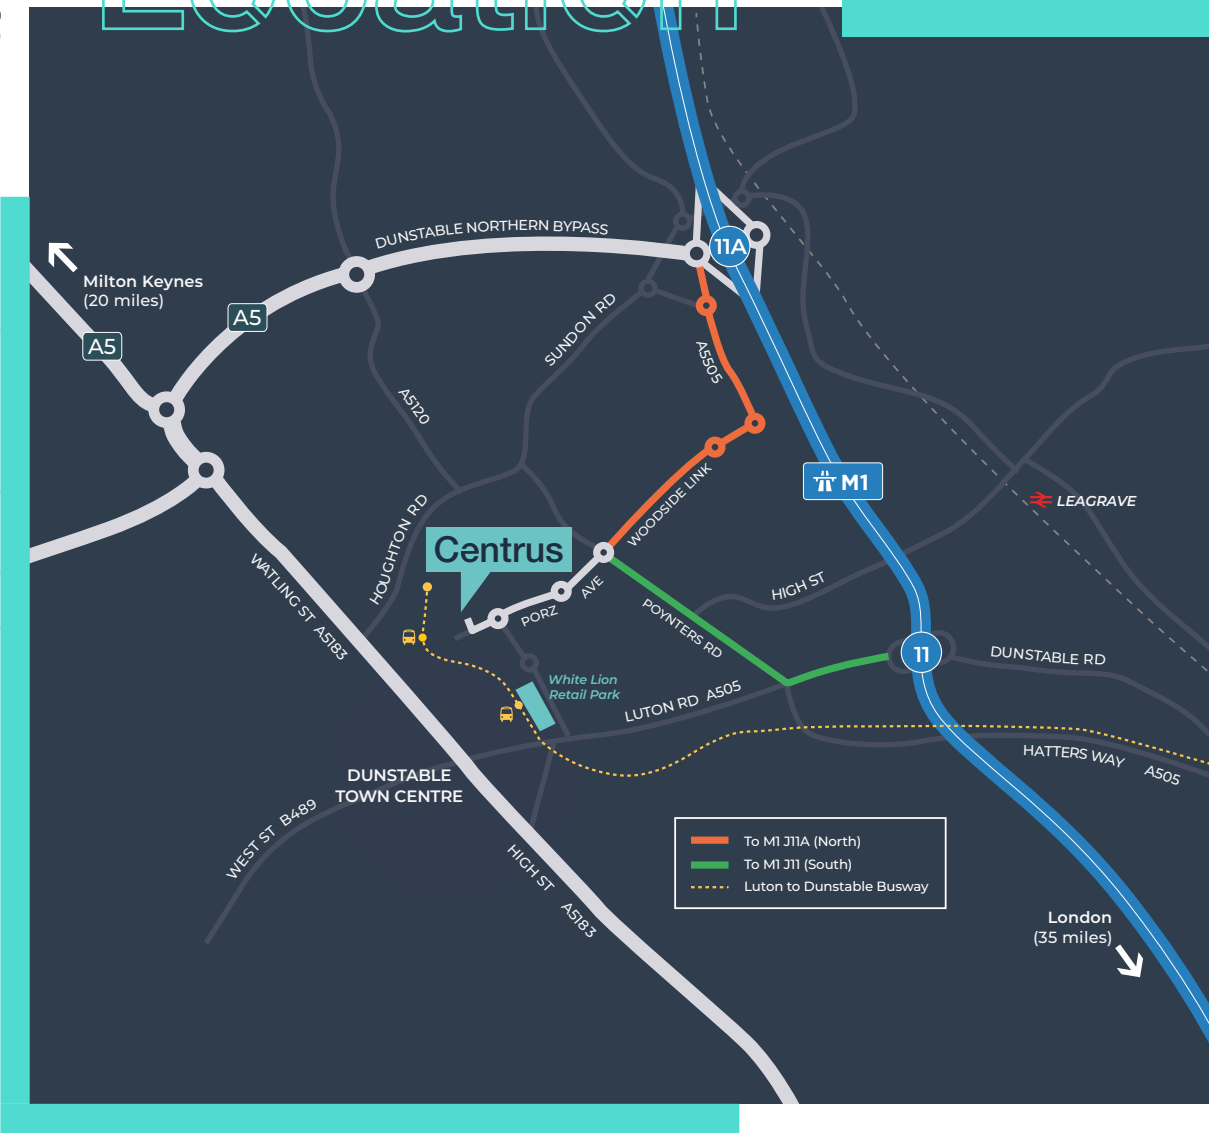 Location
DUNSTABLE NORTHERN BYPASS
11A
Milton Keynes
(20 miles)
A5
A5
SUNDON RD
A5505
A5120
M1
WOODSIDE LINK
LEAGRAVE
HOUGHTON RD
Centrus
WATLING ST A5183
PORZ AVE
HIGH ST
POYNTERS RD
11
DUNSTABLE RD
White Lion
Retail Park
LUTON RD A505
HATTERS WAY A505
DUNSTABLE
TOWN CENTRE
WEST ST B489
HIGH ST A5183
To M1 J11A (North)
To M1 J11 (South)
Luton to Dunstable Busway
London
(35 miles)